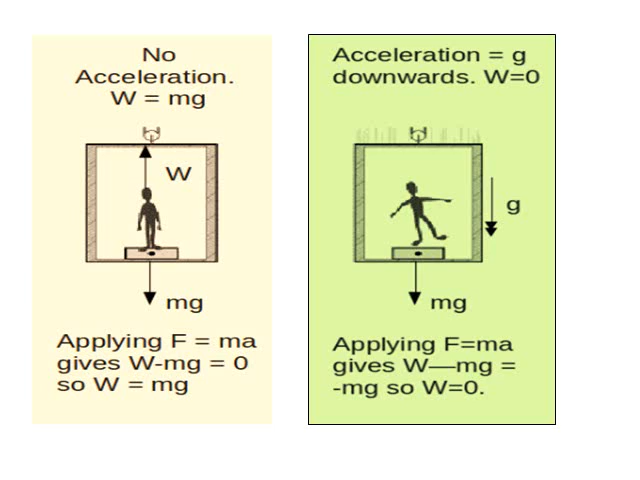 No
Acceleration.
W = mg
W
mg
Applying F = ma
gives W-mg = 0
so W = mg
Acceleration = g
downwards. W=0
g
mg
Applying F=ma
gives W—mg =
-mg so W=0.